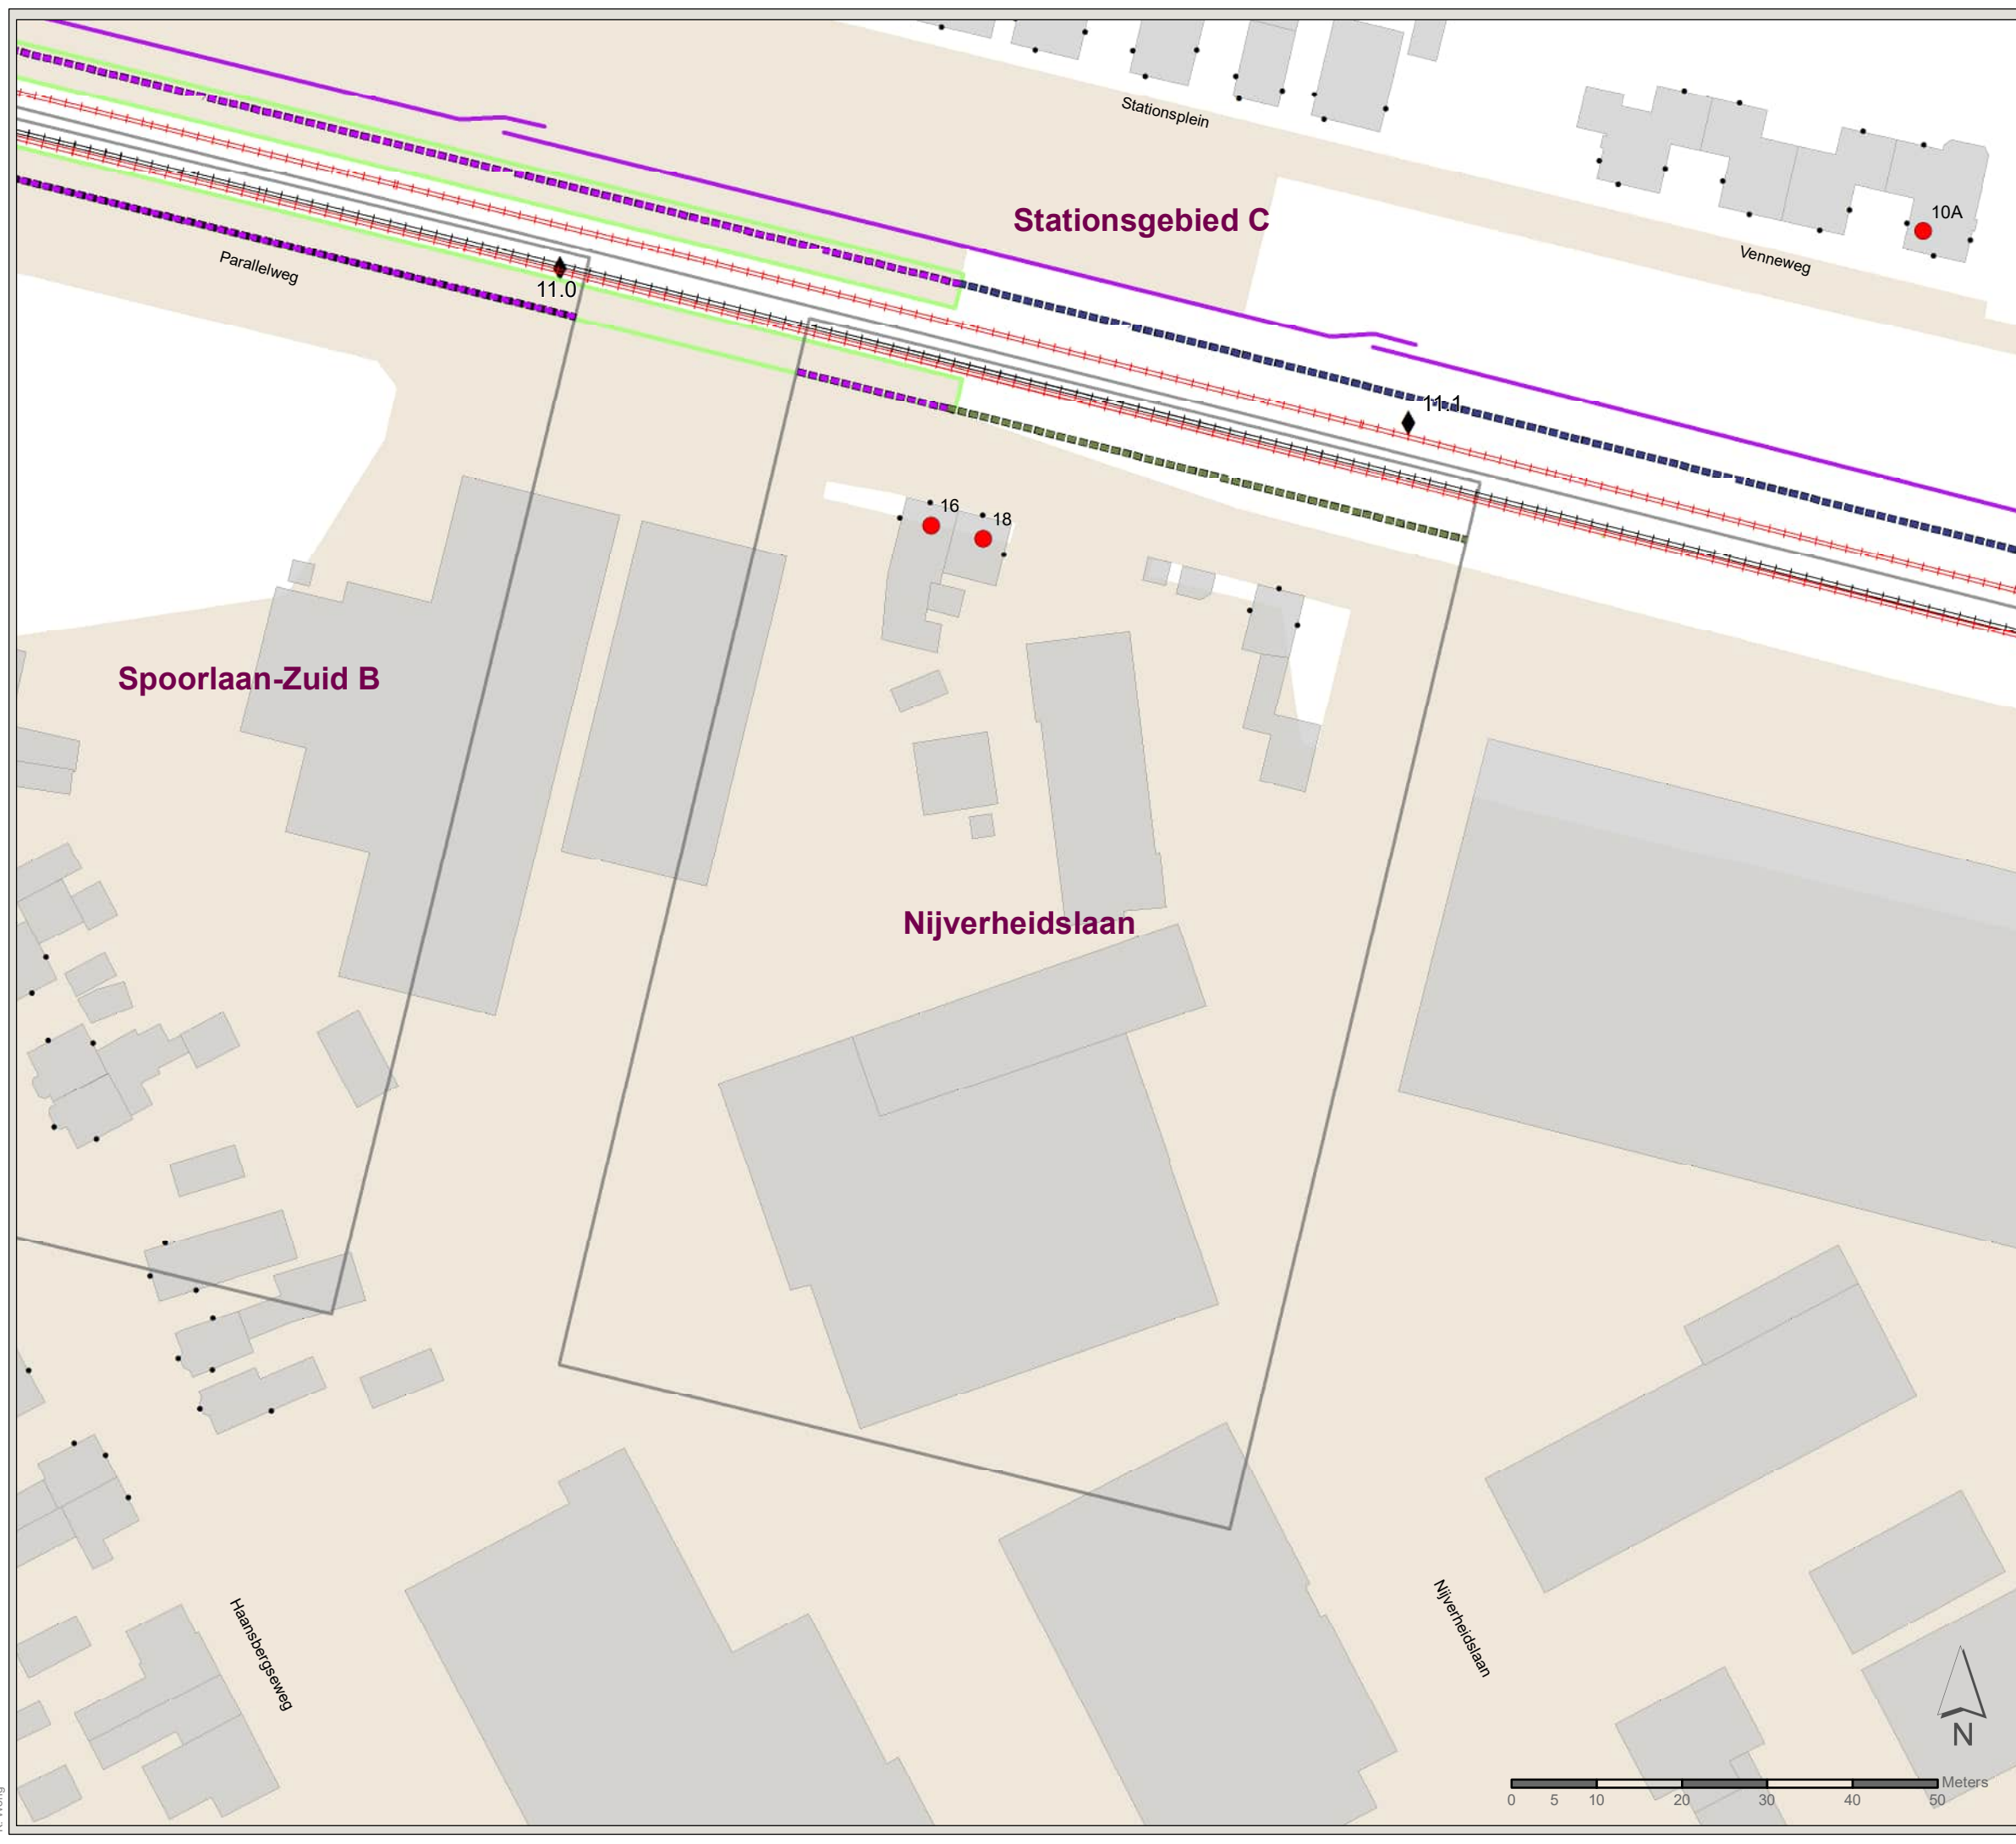 Stationsplein
Stationsgebied C
10A
Venneweg
Parallelweg
11.0
11.1
16
18
Spoorlaan-Zuid B
Nijverheidslaan
Haansbergseweg
Nijverheidslaan
N
Meters
0 5 10 20 30 40 50